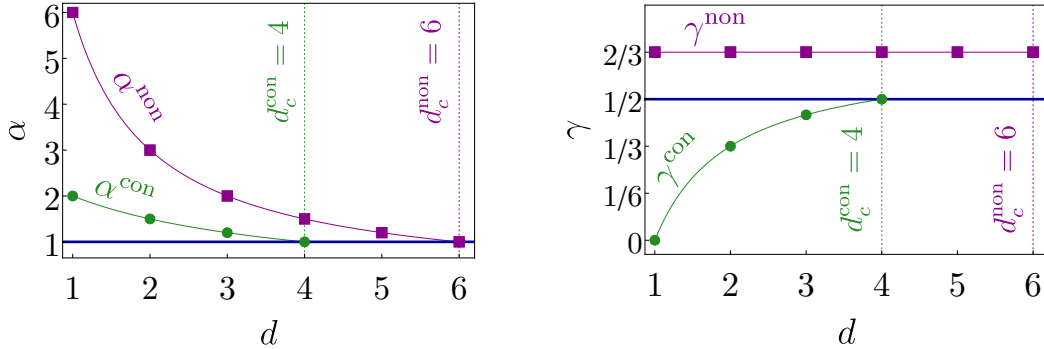 6
5
4
3
2
1
α
α^non
α^con
d_c^con = 4
d_c^non = 6
1 2 3 4 5 6
d
2/3
1/2
1/3
1/6
0
γ
γ^non
γ^con
d_c^con = 4
d_c^non = 6
1 2 3 4 5 6
d